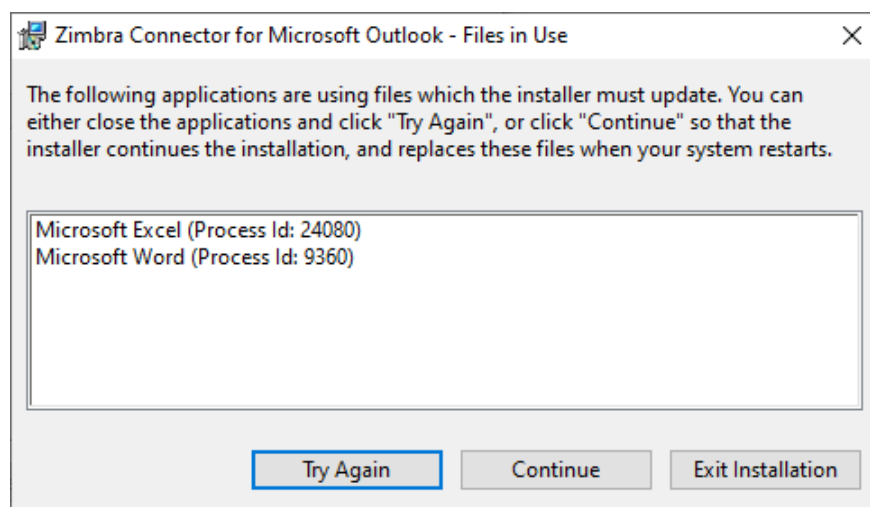 Zimbra Connector for Microsoft Outlook - Files in Use
The following applications are using files which the installer must update. You can
either close the applications and click "Try Again", or click "Continue" so that the
installer continues the installation, and replaces these files when your system restarts.
Microsoft Excel (Process Id: 24080)
Microsoft Word (Process Id: 9360)
Try Again
Continue
Exit Installation